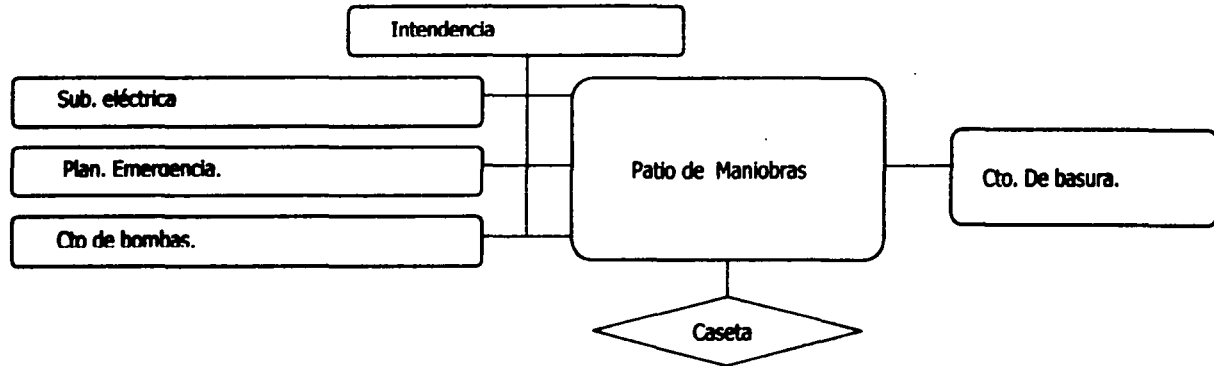 Intendencia
Sub. eléctrica
Plan. Emergencia.
Patio de Maniobras
Cto. De basura.
Cto de bombas.
Caseta